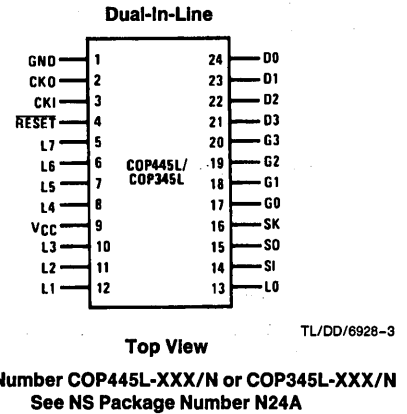 Dual-In-Line
GND 1 24 D0
CKO 2 23 D1
CKI 3 22 D2
RESET 4 21 D3
L7 5 20 G3
L6 6 COP445L/ 19 G2
L5 7 COP345L 18 G1
L4 8 17 G0
VCC 9 16 SK
L3 10 15 SO
L2 11 14 SI
L1 12 13 L0
TL/DD/6928-3
Top View
Number COP445L-XXX/N or COP345L-XXX/N
See NS Package Number N24A